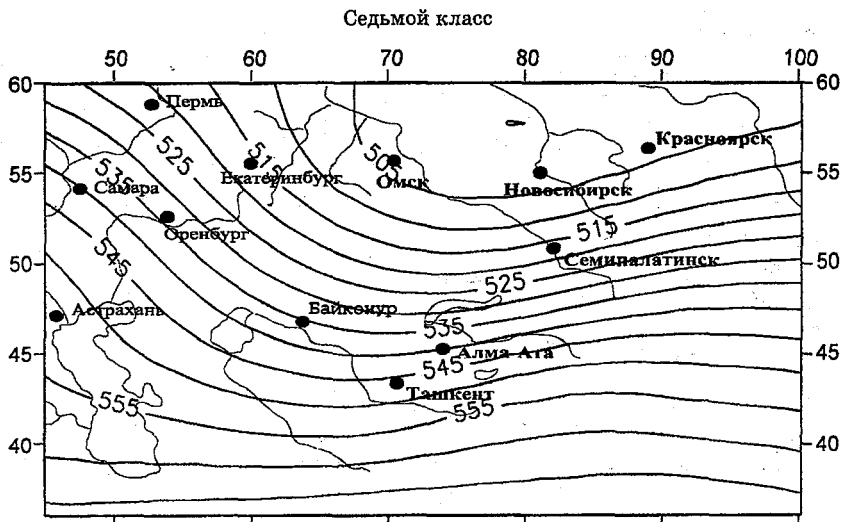 Седьмой класс
50 60 70 80 90 100
60 60
Пермь
525
515
505
Красноярск
55 55
535
Екатеринбург
Омск
Новосибирск
Самара
Оренбург
515
545
Семипалатинск
50 50
525
Астрахань
Байконур
535
45 45
Алма-Ата
545
Ташкент
555
555
40 40